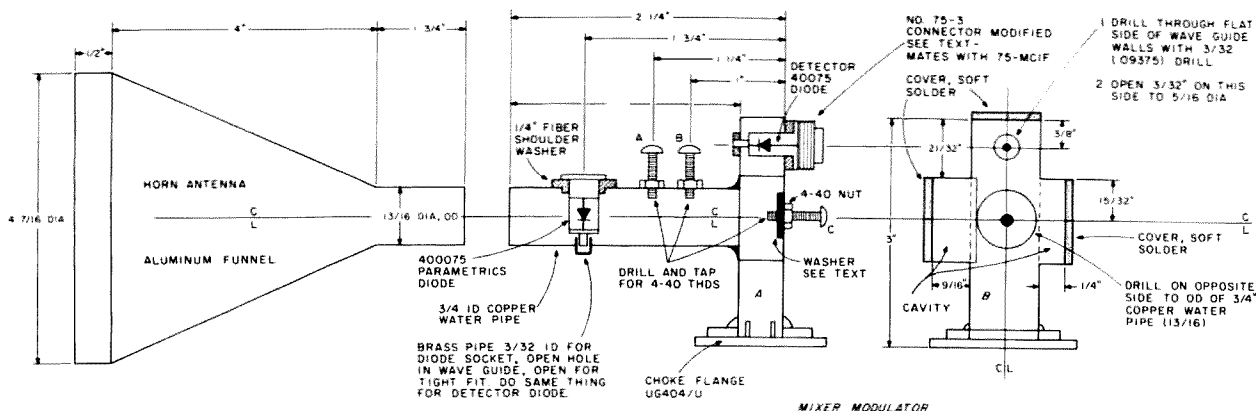 1/2"
4"
1 3/4"
4 7/16 DIA
HORN ANTENNA
C
L
ALUMINUM FUNNEL
13/16 DIA, OD
2 1/4"
1 3/4"
1 1/4"
1"
1/4" FIBER
SHOULDER
WASHER
A
B
DETECTOR
400075
DIODE
NO. 75-3
CONNECTOR MODIFIED
SEE TEXT-
MATES WITH 75-MCIF
4-40 NUT
C
C
L
400075
PARAMETRICS
DIODE
3/4 ID COPPER
WATER PIPE
DRILL AND TAP
FOR 4-40 THDS
WASHER
SEE TEXT
A
BRASS PIPE 3/32 ID FOR
DIODE SOCKET, OPEN HOLE
IN WAVE GUIDE, OPEN FOR
TIGHT FIT. DO SAME THING
FOR DETECTOR DIODE
CHOKE FLANGE
UG404/U
COVER, SOFT
SOLDER
1 DRILL THROUGH FLAT
SIDE OF WAVE GUIDE
WALLS WITH 3/32
(.09375) DRILL
2 OPEN 3/32" ON THIS
SIDE TO 5/16 DIA
3/8"
21/32"
15/32"
3"
C
L
COVER, SOFT
SOLDER
9/16"
CAVITY
B
1/4"
DRILL ON OPPOSITE
SIDE TO OD OF 3/4"
COPPER WATER
PIPE (13/16)
CL
MIXER MODULATOR